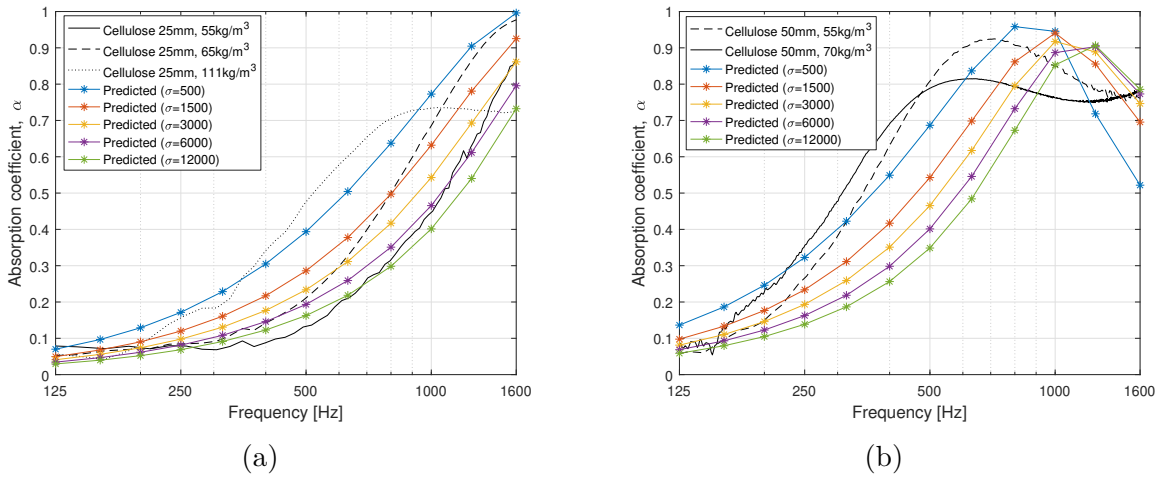 Cellulose 25mm, 55kg/m³
Cellulose 25mm, 65kg/m³
Cellulose 25mm, 111kg/m³
Predicted (σ=500)
Predicted (σ=1500)
Predicted (σ=3000)
Predicted (σ=6000)
Predicted (σ=12000)
1
0.9
0.8
0.7
0.6
0.5
0.4
0.3
0.2
0.1
0
Absorption coefficient, α
125 250 500 1000 1600
Frequency [Hz]
(a)
Cellulose 50mm, 55kg/m³
Cellulose 50mm, 70kg/m³
Predicted (σ=500)
Predicted (σ=1500)
Predicted (σ=3000)
Predicted (σ=6000)
Predicted (σ=12000)
1
0.9
0.8
0.7
0.6
0.5
0.4
0.3
0.2
0.1
0
Absorption coefficient, α
125 250 500 1000 1600
Frequency [Hz]
(b)